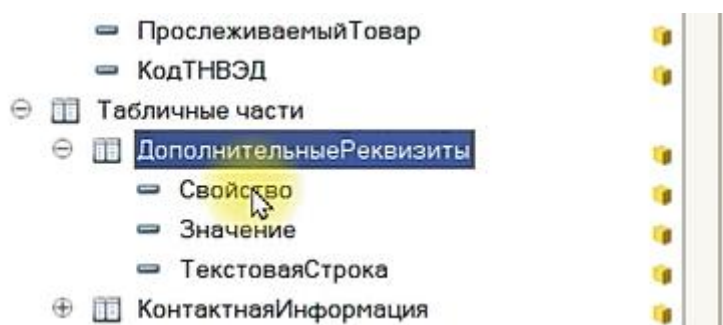 ПрослеживаемыйТовар
КодТНВЭД
Табличные части
ДополнительныеРеквизиты
Свойство
Значение
ТекстоваяСтрока
КонтактнаяИнформация